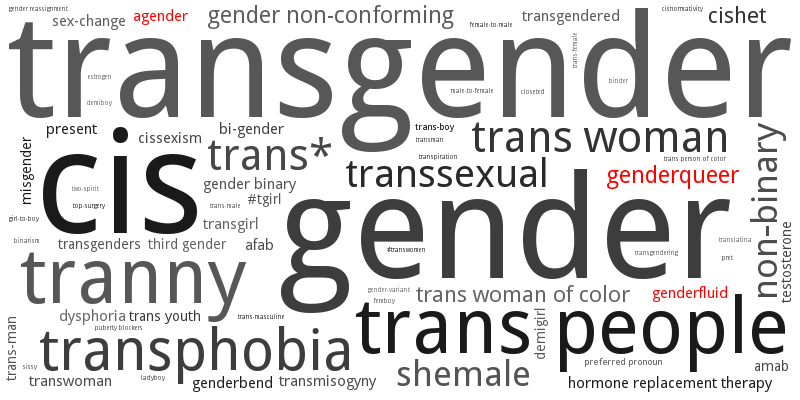 gender reassignment
sex-change
agender
gender non-conforming
female-to-male
transgendered
cisnormativity
cishet
transgender
trans-female
estrogen
demiboy
male-to-female
closeted
binder
present
cissexism
bi-gender
trans-boy
transman
trans woman
misgender
cis
trans*
transpiration
trans person of color
non-binary
gender binary
transsexual
genderqueer
two-spirit
top-surgery
#tgirl
trans-male
gender
girl-to-boy
transgirl
binarism
transgenders
third gender
afab
#transwomen
translatina
transgendering
pret
testosterone
tranny
gender-variant
femboy
trans woman of color
genderfluid
dysphoria
trans youth
trans-masculine
puberty blockers
trans people
demigirl
trans-man
transphobia
sissy
shemale
preferred pronoun
amab
transwoman
ladyboy
genderbend
transmisogyny
hormone replacement therapy